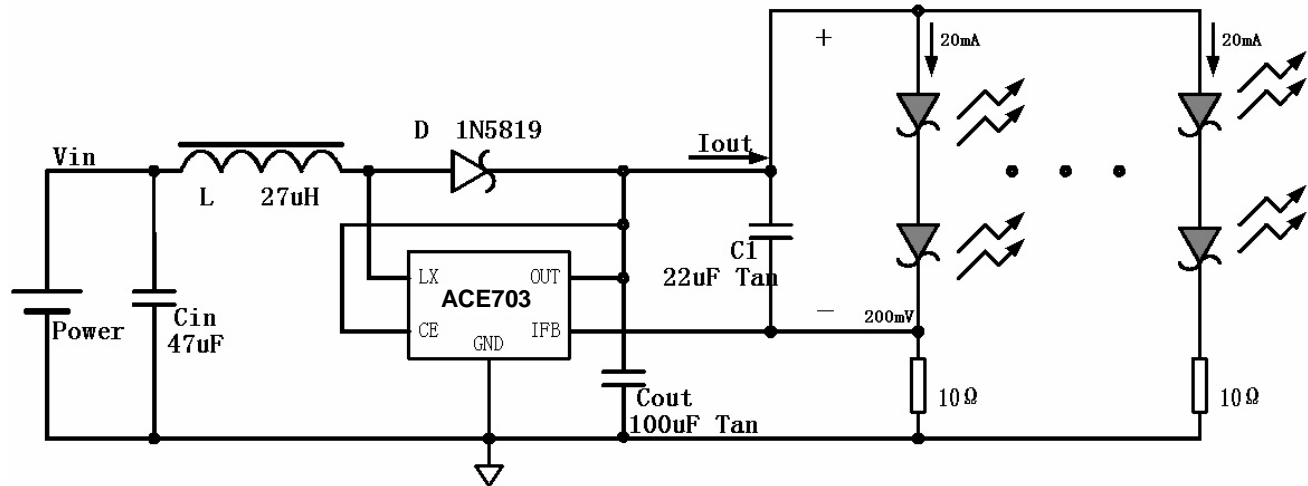 20mA
20mA
+
D 1N5819
Iout
Vin
L 27uH
C1
22uF Tan
LX
OUT
ACE703
CE
IFB
GND
Power
Cin
47uF
−
200mV
Cout
100uF Tan
10Ω
10Ω